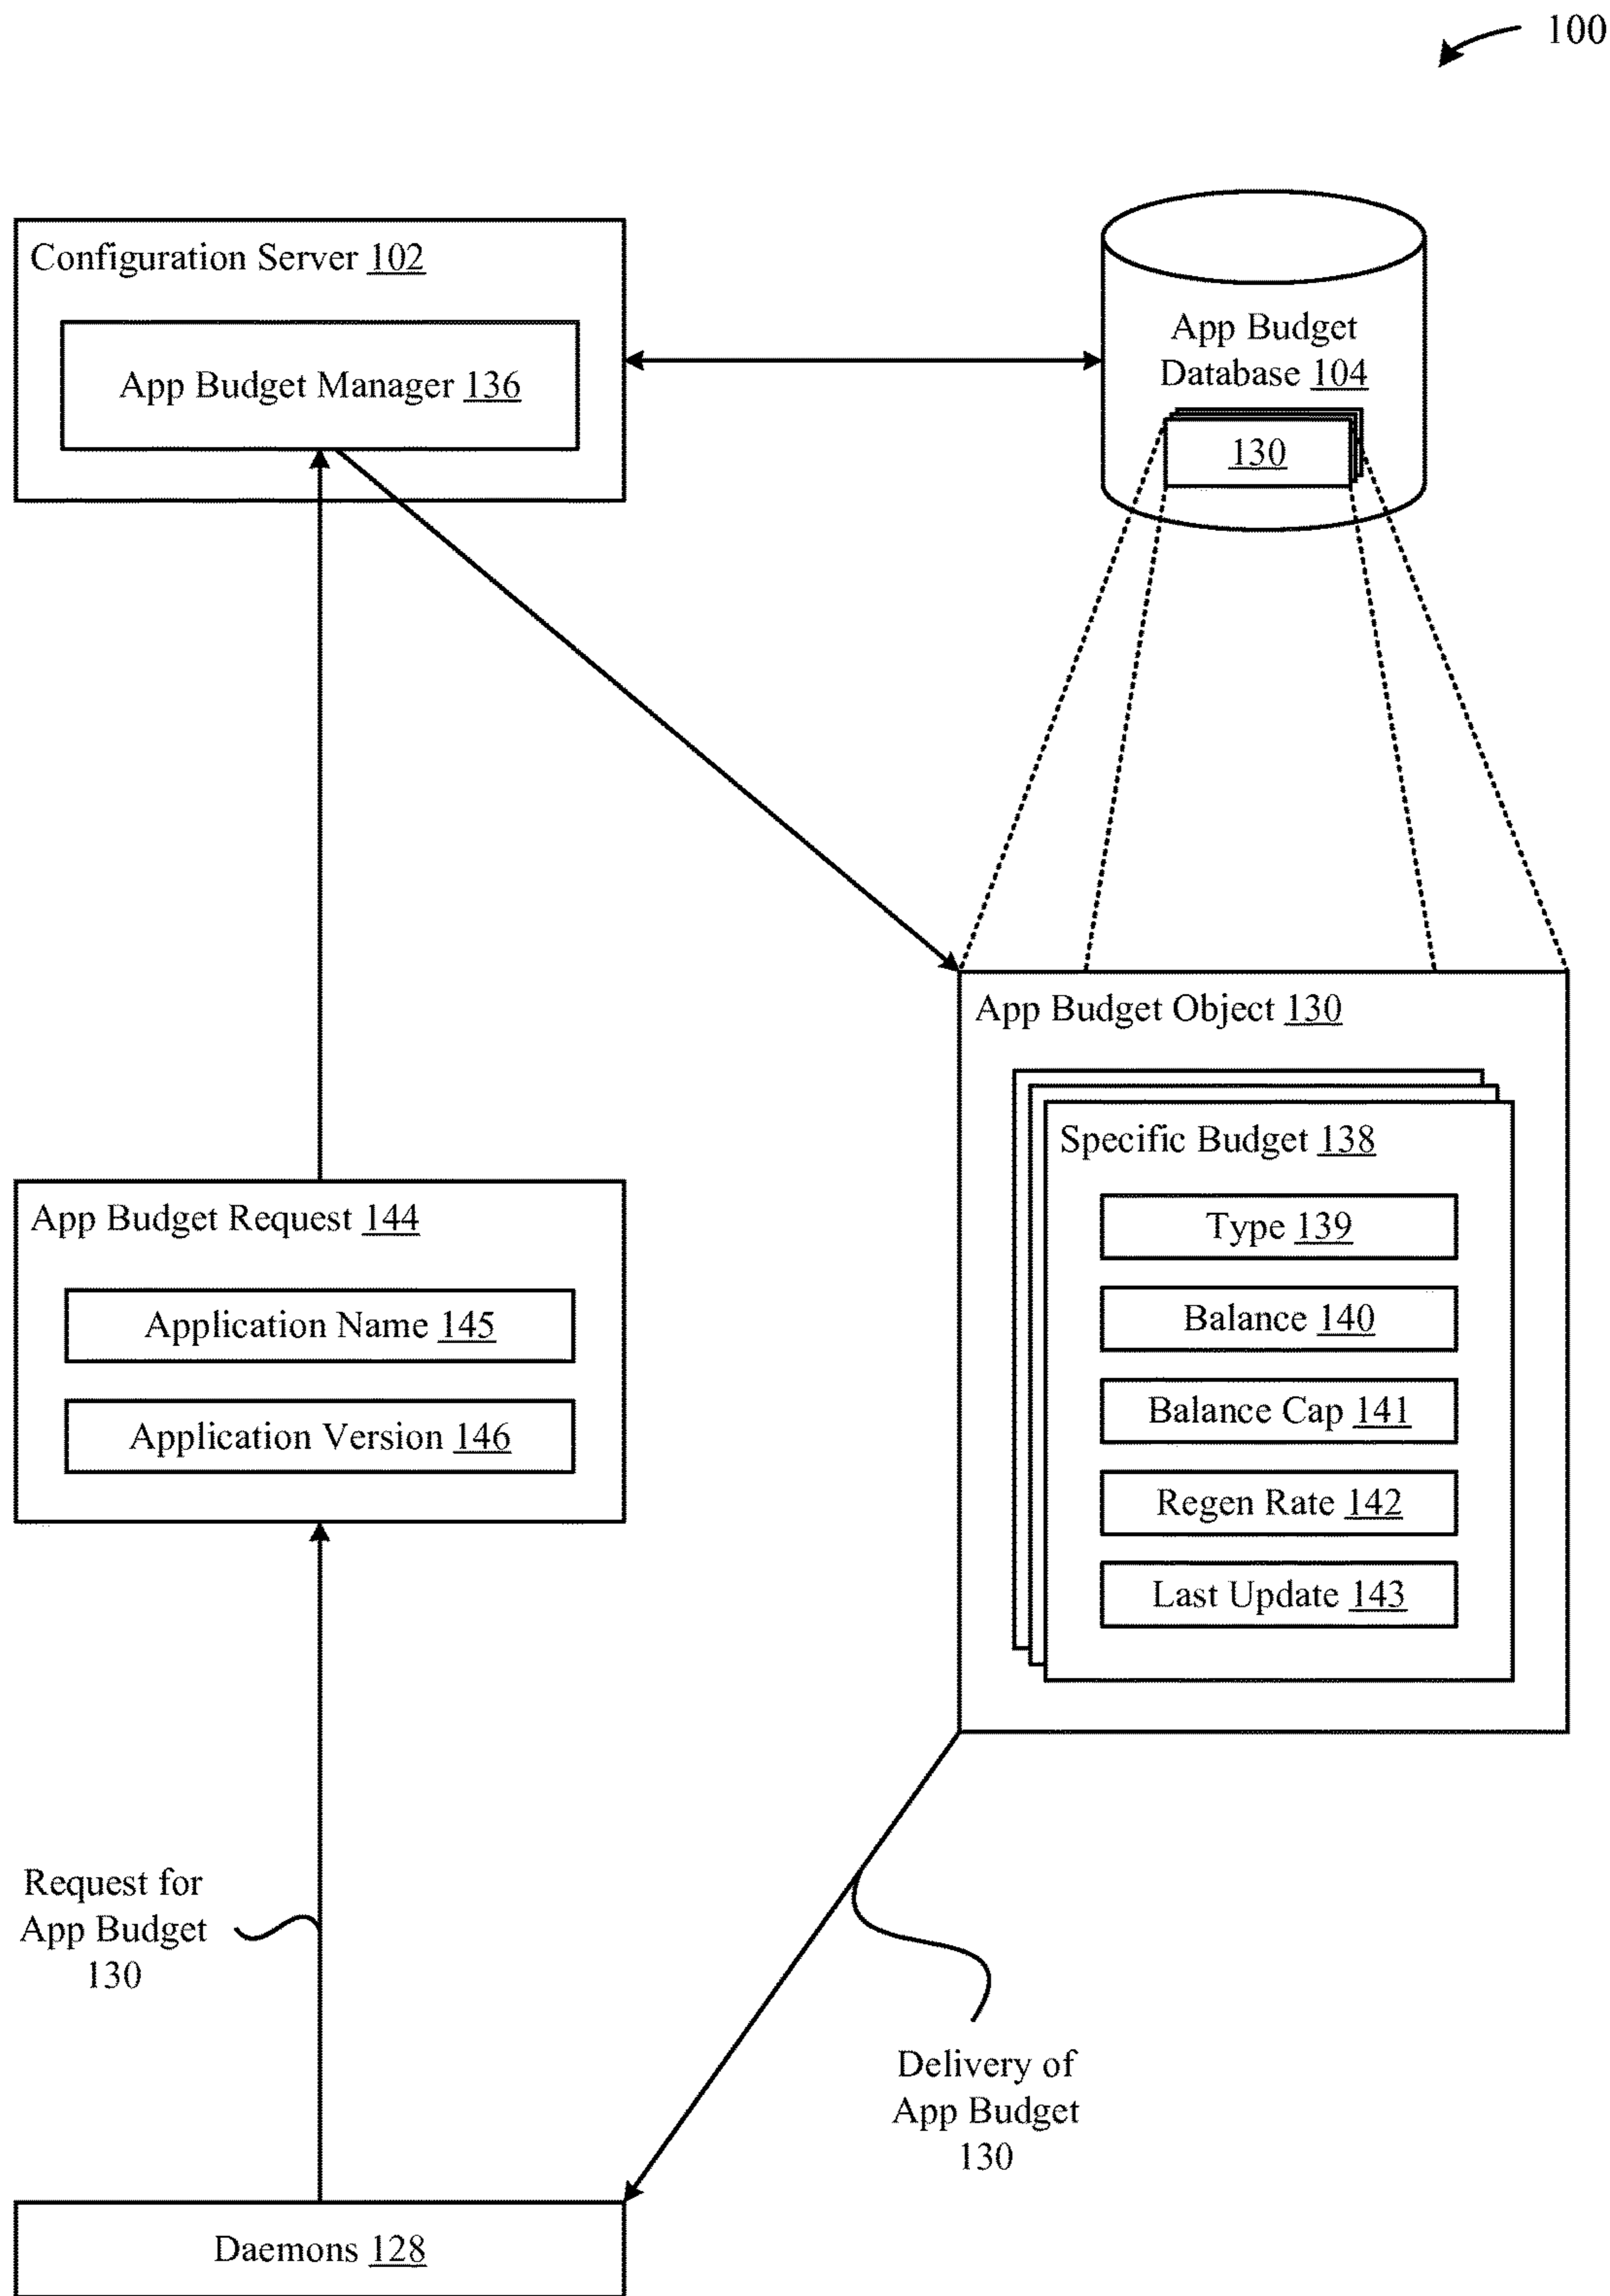 100
Configuration Server 102
App Budget Manager 136
App Budget
Database 104
130
App Budget Object 130
Specific Budget 138
Type 139
Balance 140
Balance Cap 141
Regen Rate 142
Last Update 143
App Budget Request 144
Application Name 145
Application Version 146
Request for
App Budget
130
Delivery of
App Budget
130
Daemons 128